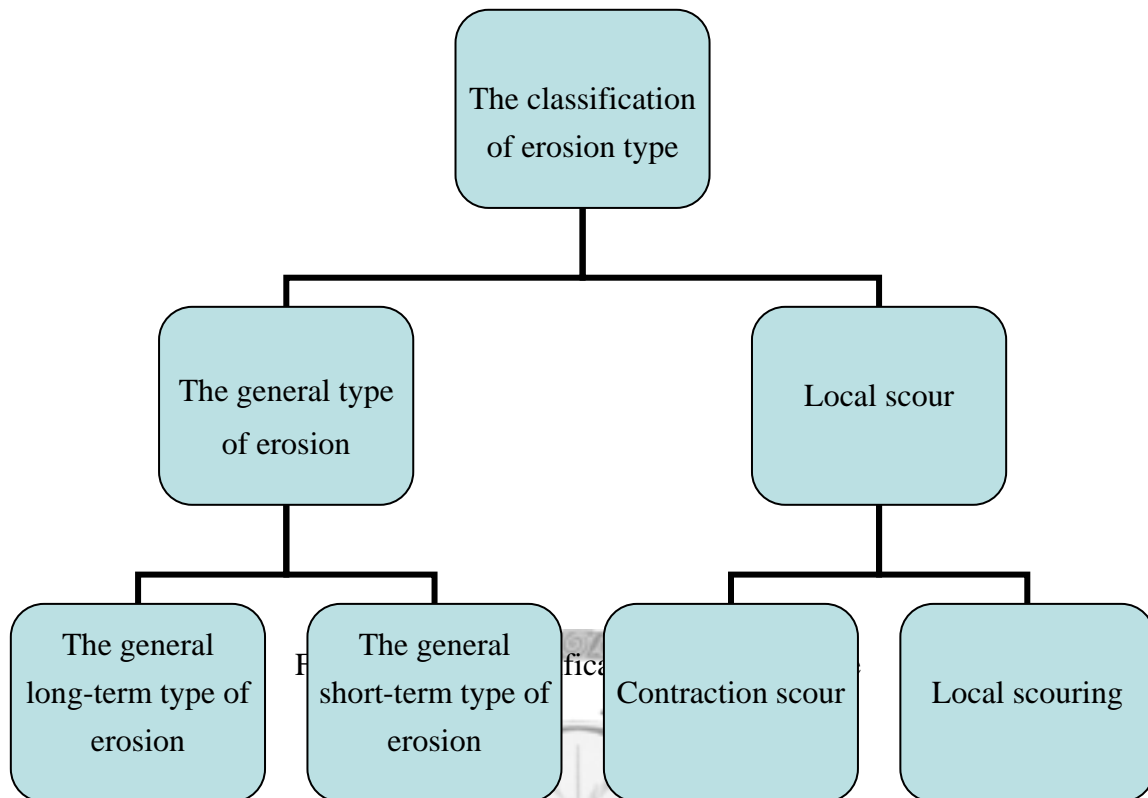 The classification
of erosion type
The general type
of erosion
Local scour
The general
long-term type of
erosion
The general
short-term type of
erosion
Contraction scour
Local scouring